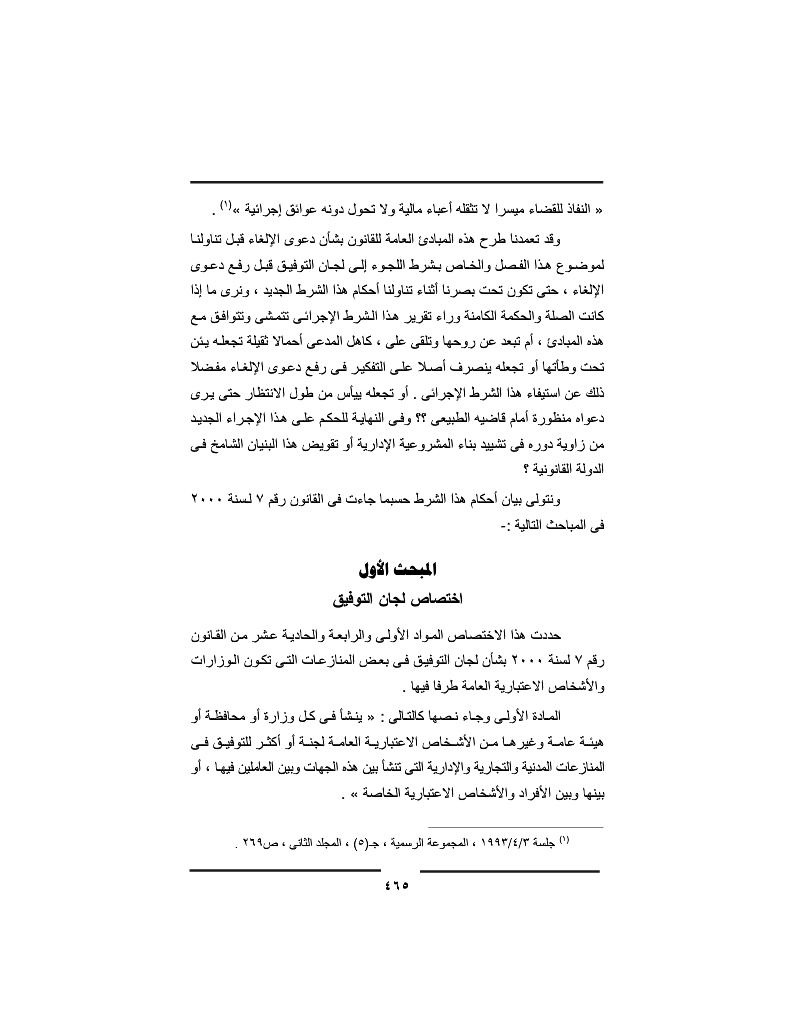 « النفاذ للقضاء ميسرا لا تثقله أعباء مالية ولا تحول دونه عوائق إجرائية »(١) .
وقد تعمدنا طرح هذه المبادئ العامة للقانون بشأن دعوى الإلغاء قبل تناولنا
لموضوع هذا الفصل والخاص بشرط اللجوء إلى لجان التوفيق قبل رفع دعوى
الإلغاء ، حتى تكون تحت بصرنا أثناء تناولنا أحكام هذا الشرط الجديد ، ونرى ما إذا
كانت الصلة والحكمة الكامنة وراء تقرير هذا الشرط الإجرائى تتمشى وتتوافق مع
هذه المبادئ ، أم تبعد عن روحها وتلقى على ، كاهل المدعى أحمالا ثقيلة تجعله يئن
تحت وطأتها أو تجعله ينصرف أصلا على التفكير فى رفع دعوى الإلغاء مفضلا
ذلك عن استيفاء هذا الشرط الإجرائى . أو تجعله ييأس من طول الانتظار حتى يرى
دعواه منظورة أمام قاضيه الطبيعى ؟؟ وفى النهاية للحكم على هذا الإجراء الجديد
من زاوية دوره فى تشييد بناء المشروعية الإدارية أو تقويض هذا البنيان الشامخ فى
الدولة القانونية ؟
ونتولى بيان أحكام هذا الشرط حسبما جاءت فى القانون رقم ٧ لسنة ٢٠٠٠
فى المباحث التالية :-
المبحث الأول
اختصاص لجان التوفيق
حددت هذا الاختصاص المواد الأولى والرابعة والحادية عشر من القانون
رقم ٧ لسنة ٢٠٠٠ بشأن لجان التوفيق فى بعض المنازعات التى تكون الوزارات
والأشخاص الاعتبارية العامة طرفا فيها .
المادة الأولى وجاء نصها كالتالى : « ينشأ فى كل وزارة أو محافظة أو
هيئة عامة وغيرها من الأشخاص الاعتبارية العامة لجنة أو أكثر للتوفيق فى
المنازعات المدنية والتجارية والإدارية التى تنشأ بين هذه الجهات وبين العاملين فيها ، أو
بينها وبين الأفراد والأشخاص الاعتبارية الخاصة » .
(١) جلسة ١٩٩٣/٤/٣ ، المجموعة الرسمية ، جـ(٥) ، المجلد الثانى ، ص٢٦٩ .
٤٦٥